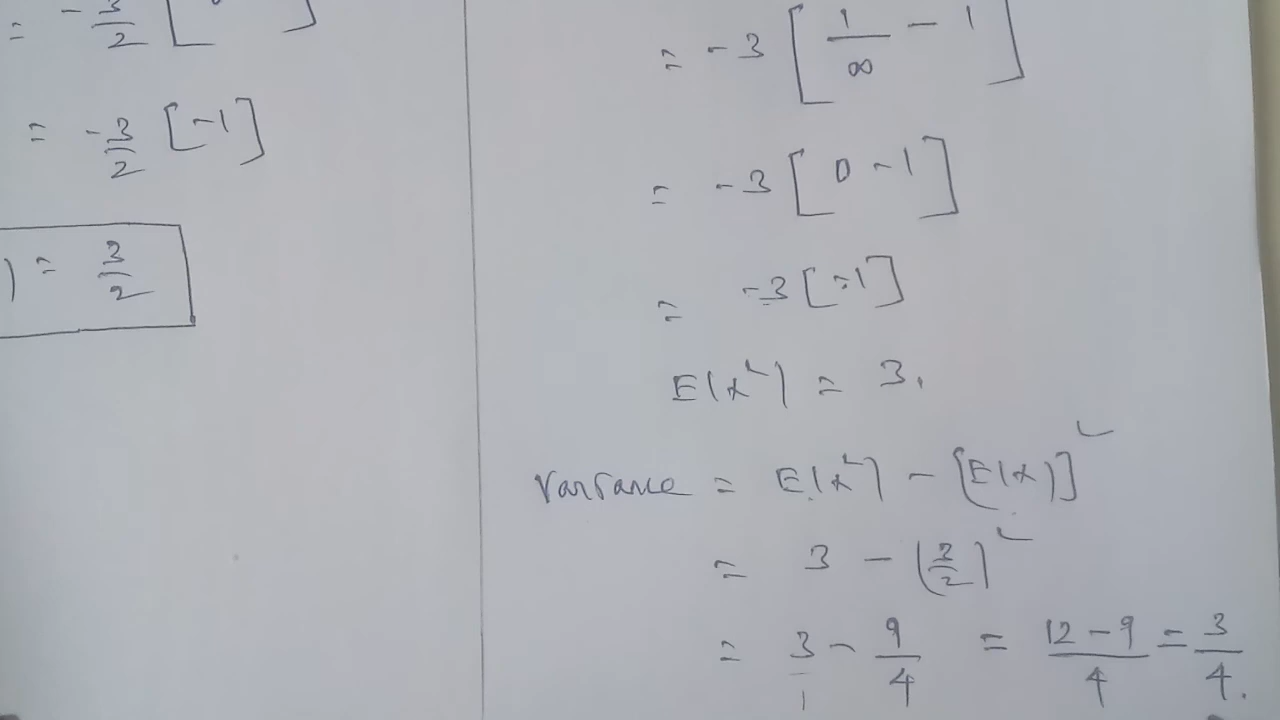 = -3/2 [
= -3/2 [-1]
) = 3/2
= -3 [1/∞ - 1]
= -3 [0 - 1]
= -3 [-1]
E(x²) = 3.
Variance = E(x²) - [E(x)]²
= 3 - (3/2)²
= 3/1 - 9/4 = 12-9/4 = 3/4.